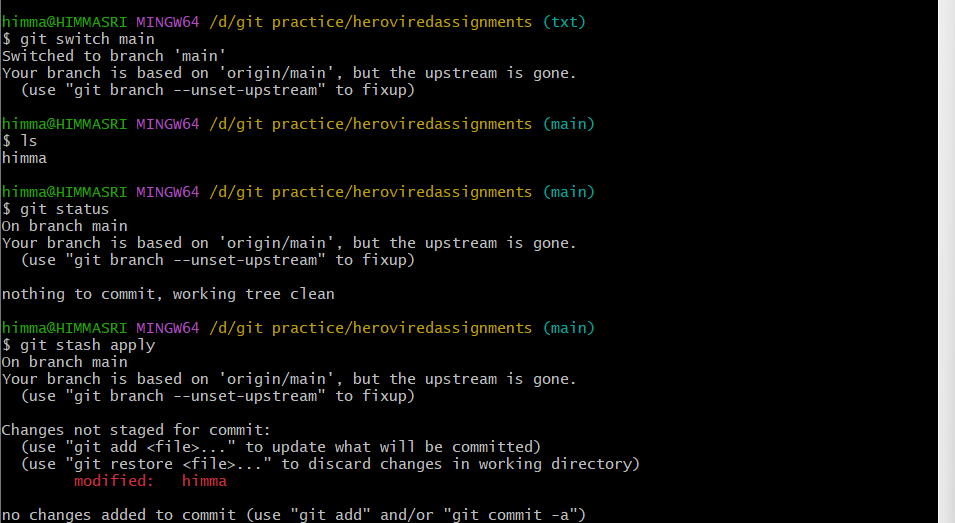 himma@HIMMASRI MINGW64 /d/git practice/heroviredassignments (txt)
$ git switch main
Switched to branch 'main'
Your branch is based on 'origin/main', but the upstream is gone.
  (use "git branch --unset-upstream" to fixup)

himma@HIMMASRI MINGW64 /d/git practice/heroviredassignments (main)
$ ls
himma

himma@HIMMASRI MINGW64 /d/git practice/heroviredassignments (main)
$ git status
On branch main
Your branch is based on 'origin/main', but the upstream is gone.
  (use "git branch --unset-upstream" to fixup)

nothing to commit, working tree clean

himma@HIMMASRI MINGW64 /d/git practice/heroviredassignments (main)
$ git stash apply
On branch main
Your branch is based on 'origin/main', but the upstream is gone.
  (use "git branch --unset-upstream" to fixup)

Changes not staged for commit:
  (use "git add <file>..." to update what will be committed)
  (use "git restore <file>..." to discard changes in working directory)
        modified:   himma

no changes added to commit (use "git add" and/or "git commit -a")